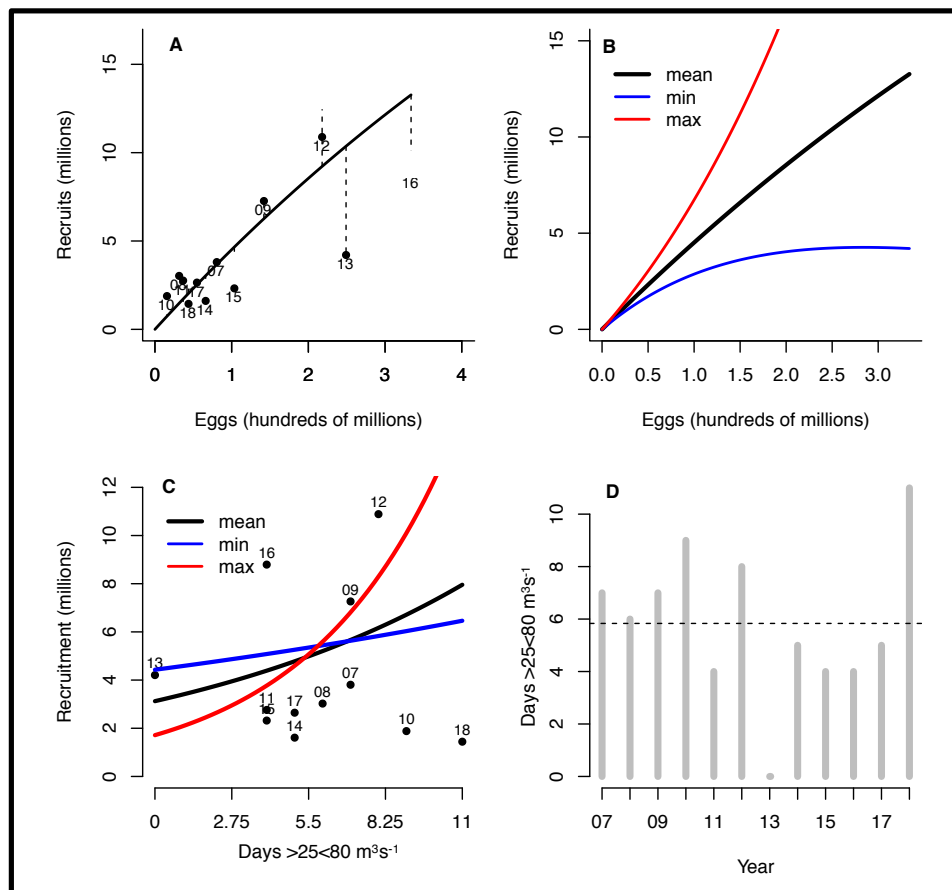 A
Recruits (millions)
15
10
5
0
12
16
09
13
07
08
11
17
15
10
18
14
0 1 2 3 4
Eggs (hundreds of millions)
B
mean
min
max
Recruits (millions)
15
10
5
0
0.0 0.5 1.0 1.5 2.0 2.5 3.0
Eggs (hundreds of millions)
C
mean
min
max
Recruitment (millions)
12
10
8
6
4
2
0
12
16
09
13
07
11
15
17
08
14
10
18
0 2.75 5.5 8.25 11
Days >25<80 m³s⁻¹
D
Days >25<80 m³s⁻¹
10
8
6
4
2
0
07 09 11 13 15 17
Year